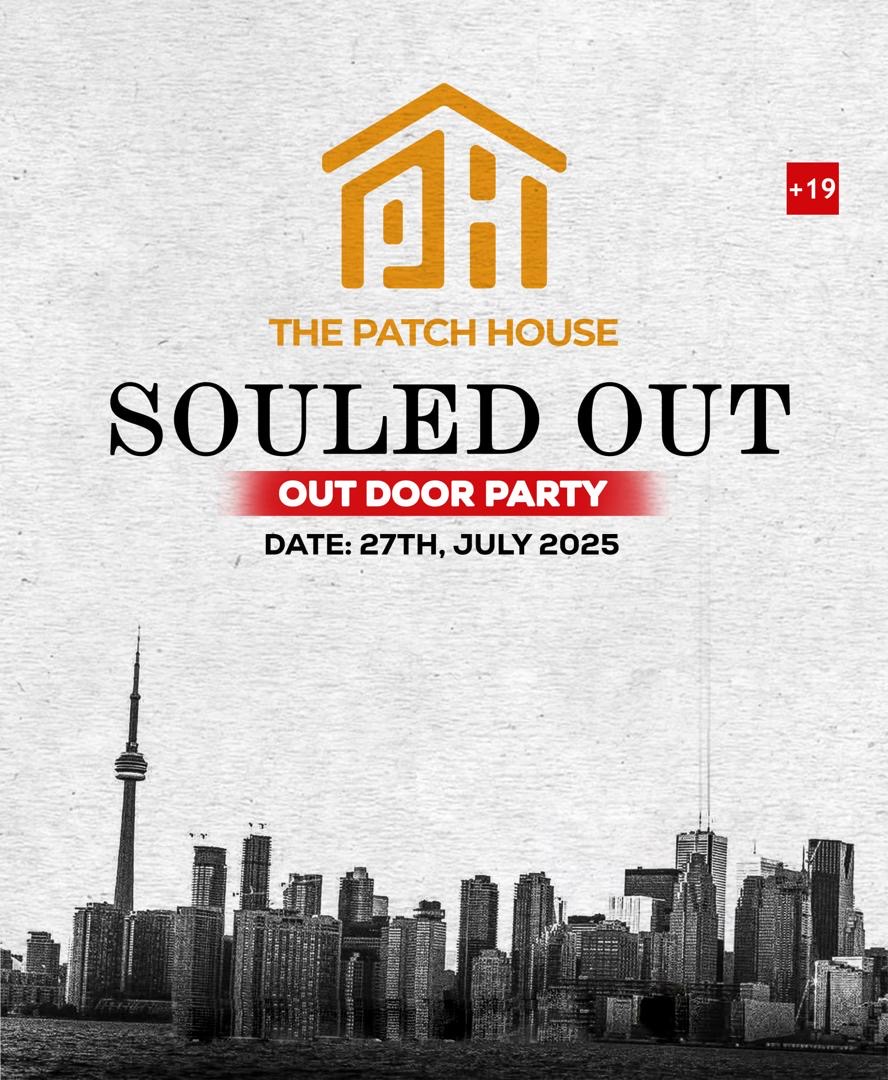 +19
THE PATCH HOUSE
SOULED OUT
OUT DOOR PARTY
DATE: 27TH, JULY 2025